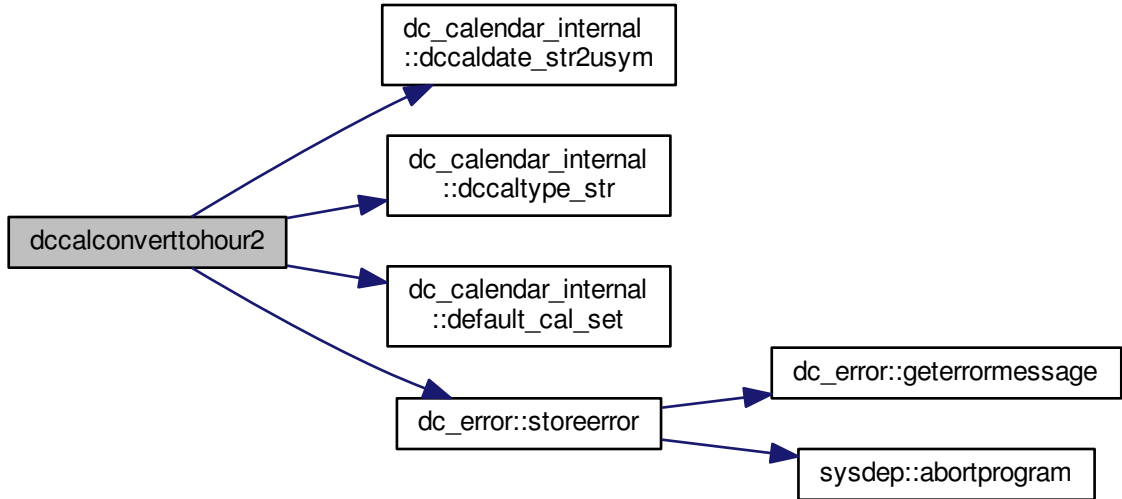 dc_calendar_internal
::dccaldate_str2usym
dc_calendar_internal
::dccaltype_str
dccalconverttohour2
dc_calendar_internal
::default_cal_set
dc_error::geterrormessage
dc_error::storeerror
sysdep::abortprogram